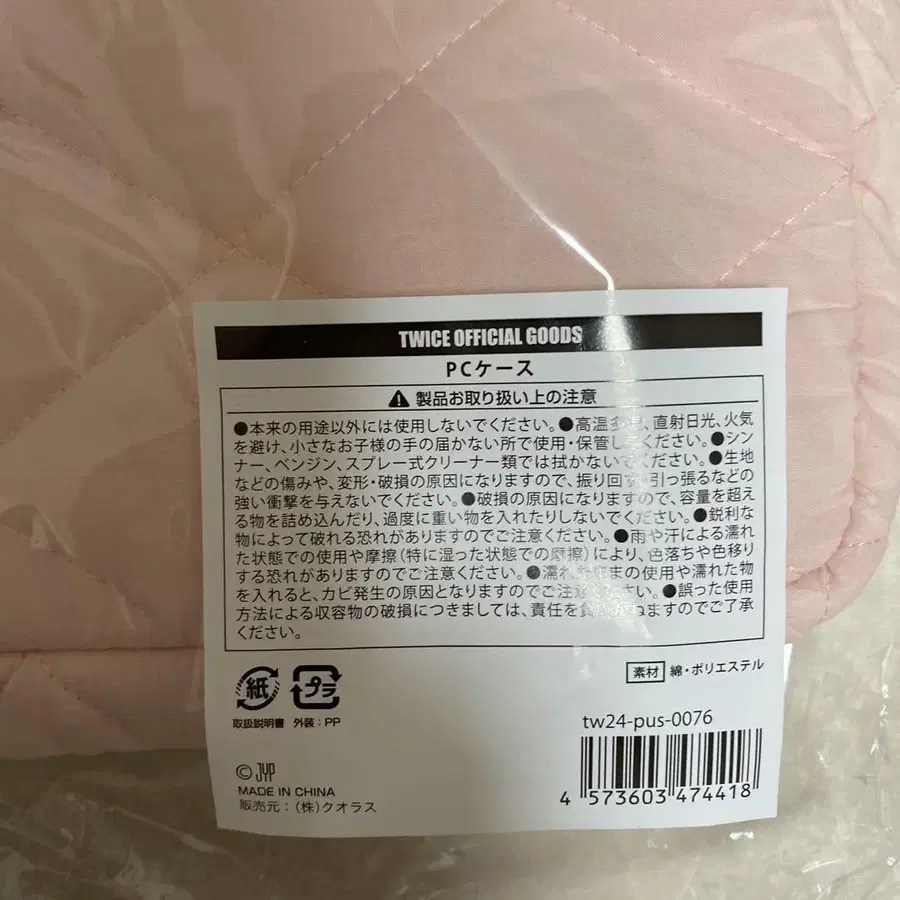 TWICE OFFICIAL GOODS
PCケース
製品お取り扱い上の注意
●本来の用途以外には使用しないでください。●高温多湿、直射日光、火気
を避け、小さなお子様の手の届かない所で使用・保管してください。●シン
ナー、ベンジン、スプレー式クリーナー類では拭かないでください。●生地
などの傷みや、変形・破損の原因になりますので、振り回す・引っ張るなどの
強い衝撃を与えないでください。●破損の原因になりますので、容量を超え
る物を詰め込んだり、過度に重い物を入れたりしないでください。●鋭利な
物によって破れる恐れがありますのでご注意ください。●雨や汗による濡れ
た状態での使用や摩擦(特に湿った状態での摩擦)により、色落ちや色移り
する恐れがありますのでご注意ください。●濡れたままの使用や濡れた物
を入れると、カビ発生の原因となりますのでご注意ください。●誤った使用
方法による収容物の破損につきましては、責任を負いかねますのでご了承
ください。
素材 綿・ポリエステル
紙 プラ
取扱説明書 外装:PP
tw24-pus-0076
4 573603 474418
© JYP
MADE IN CHINA
販売元:(株)クオラス